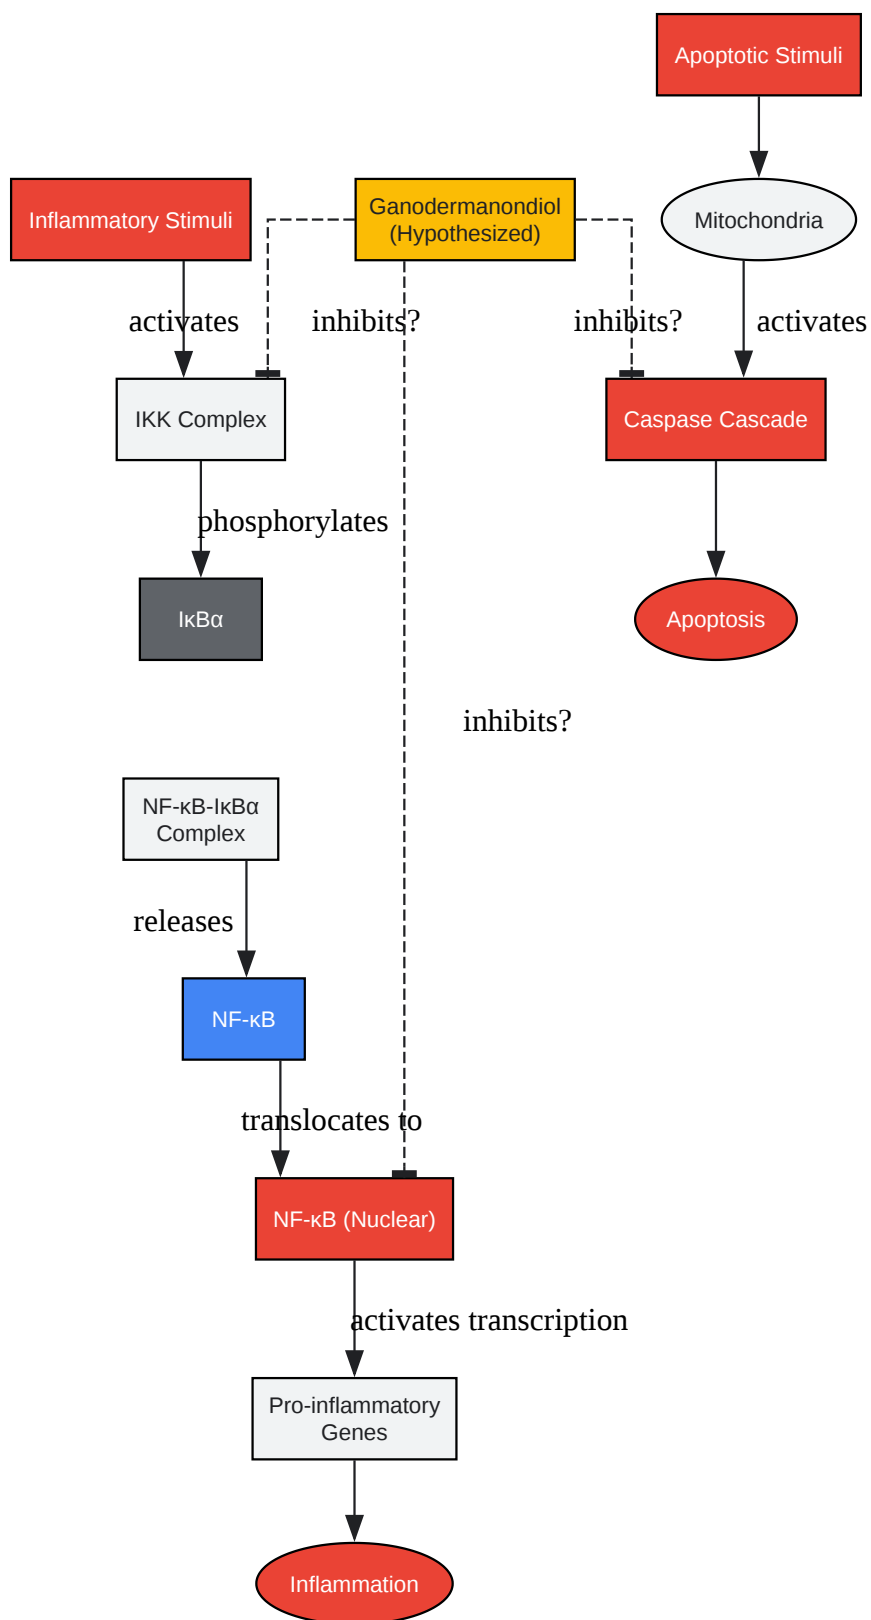 Apoptotic Stimuli
Inflammatory Stimuli
Ganodermanondiol
(Hypothesized)
Mitochondria
activates
inhibits?
inhibits?
activates
IKK Complex
Caspase Cascade
phosphorylates
IκBα
Apoptosis
inhibits?
NF-κB-IκBα
Complex
releases
NF-κB
translocates to
NF-κB (Nuclear)
activates transcription
Pro-inflammatory
Genes
Inflammation